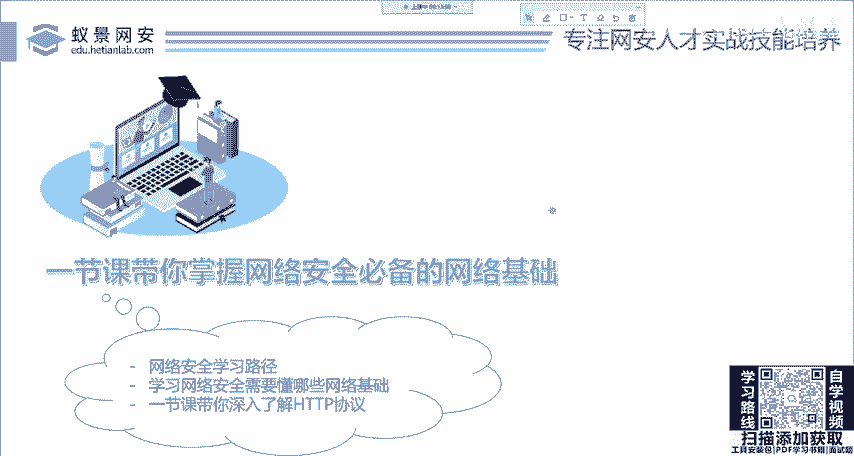 蚁景网安
edu.hetianlab.com
专注网安人才实战技能培养
一节课带你掌握网络安全必备的网络基础
- 网络安全学习路径
- 学习网络安全需要懂哪些网络基础
- 一节课带你深入了解HTTP协议
学习路线
自学视频
扫描添加获取
工具安装包|PDF学习书籍|面试题